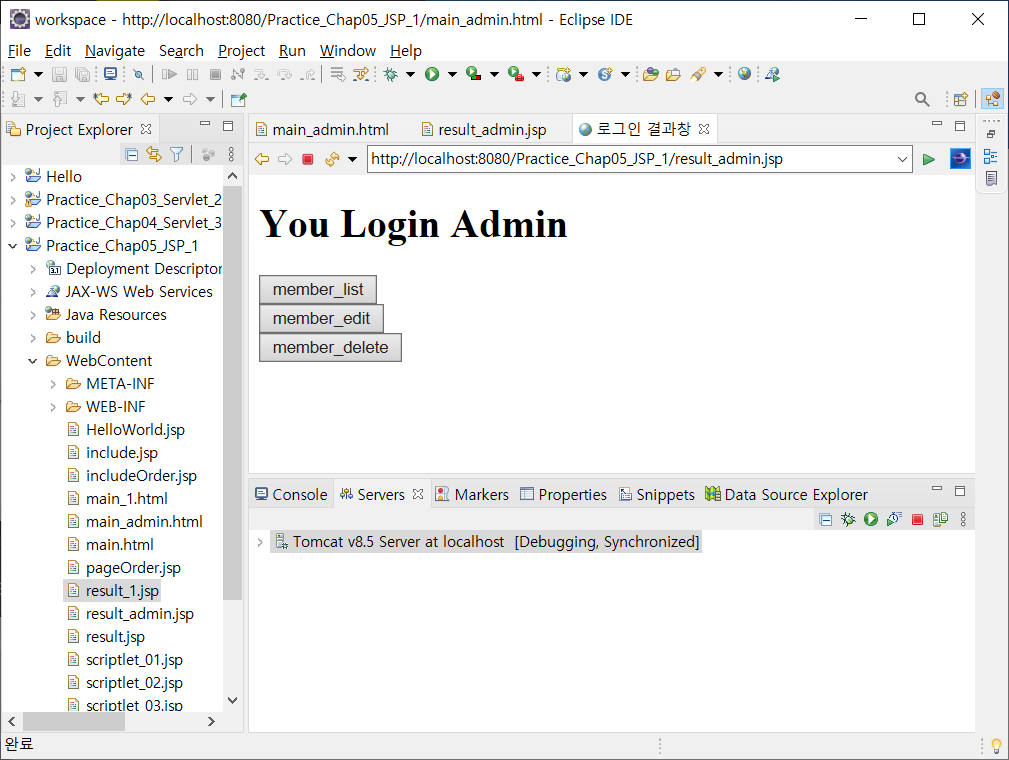 workspace - http://localhost:8080/Practice_Chap05_JSP_1/main_admin.html - Eclipse IDE
File Edit Navigate Search Project Run Window Help
Project Explorer
Hello
Practice_Chap03_Servlet_2
Practice_Chap04_Servlet_3
Practice_Chap05_JSP_1
Deployment Descriptor
JAX-WS Web Services
Java Resources
build
WebContent
META-INF
WEB-INF
HelloWorld.jsp
include.jsp
includeOrder.jsp
main_1.html
main_admin.html
main.html
pageOrder.jsp
result_1.jsp
result_admin.jsp
result.jsp
scriptlet_01.jsp
scriptlet_02.jsp
scriptlet_03.jsp
main_admin.html result_admin.jsp 로그인 결과창
http://localhost:8080/Practice_Chap05_JSP_1/result_admin.jsp
You Login Admin
member_list
member_edit
member_delete
Console Servers Markers Properties Snippets Data Source Explorer
Tomcat v8.5 Server at localhost [Debugging, Synchronized]
완료